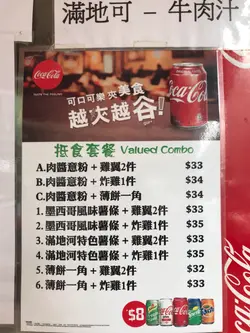 滿地可 – 牛肉汁
Coca-Cola
可口可樂 夾美食
越夾越滋!
Coca-Cola
抵食套餐 Valued Combo
A.肉醬意粉 + 雞翼2件 $33
B.肉醬意粉 + 炸雞1件 $34
C.肉醬意粉 + 薄餅一角 $34
1. 墨西哥風味薯條 + 雞翼2件 $33
2. 墨西哥風味薯條 + 炸雞1件 $35
3. 滿地河特色薯條 + 雞翼2件 $33
4. 滿地河特色薯條 + 炸雞1件 $35
5. 薄餅一角 + 雞翼2件 $32
6. 薄餅一角 + 炸雞1件 $33
$8